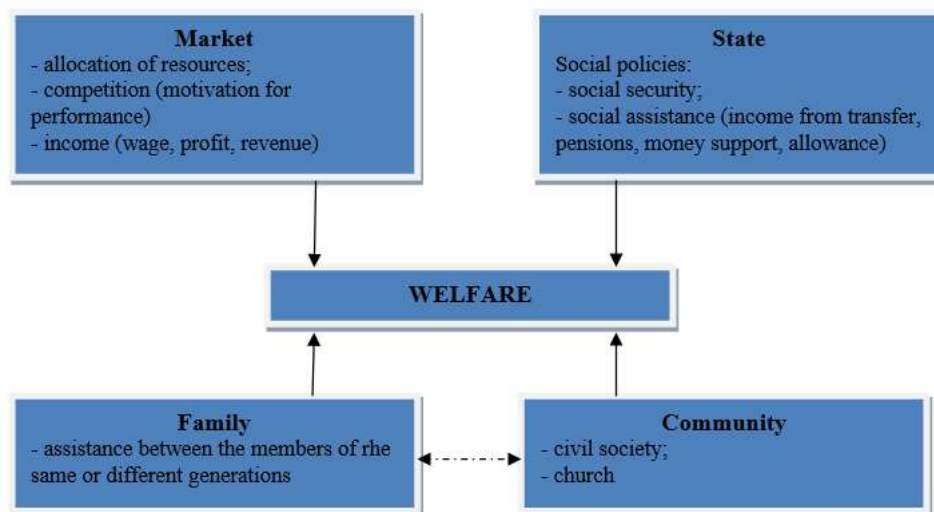 Market
- allocation of resources;
- competition (motivation for
performance)
- income (wage, profit, revenue)
State
Social policies:
- social security;
- social assistance (income from transfer,
pensions, money support, allowance)
WELFARE
Family
- assistance between the members of rhe
same or different generations
Community
- civil society;
- church